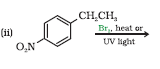 (ii)
CH₂CH₃
O₂N
Br₂, heat or
UV light